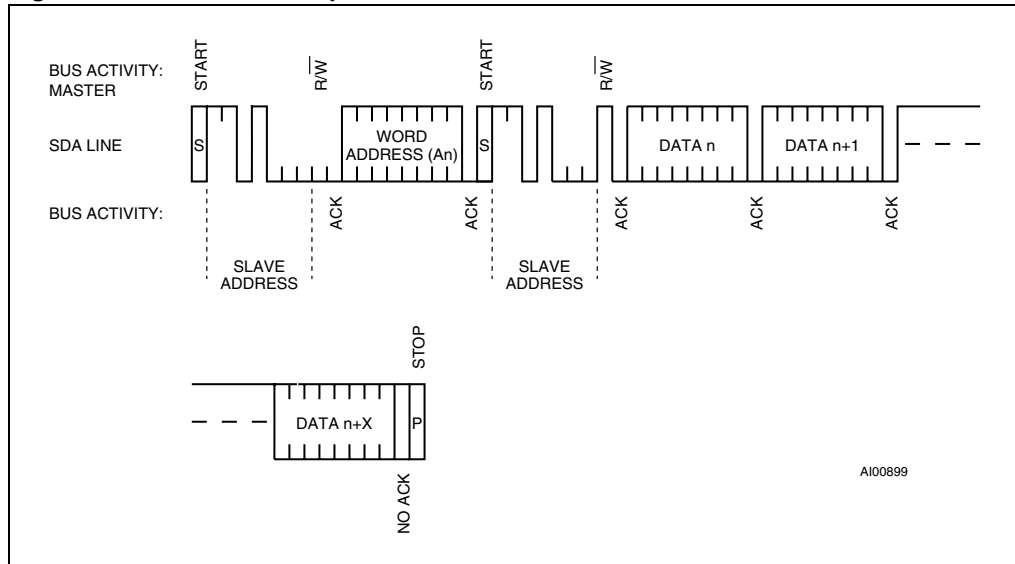 START
R/W
START
R/W
BUS ACTIVITY:
MASTER
SDA LINE
S
WORD
ADDRESS (An)
S
DATA n
DATA n+1
BUS ACTIVITY:
ACK
ACK
ACK
ACK
ACK
SLAVE
ADDRESS
SLAVE
ADDRESS
STOP
DATA n+X
P
NO ACK
AI00899